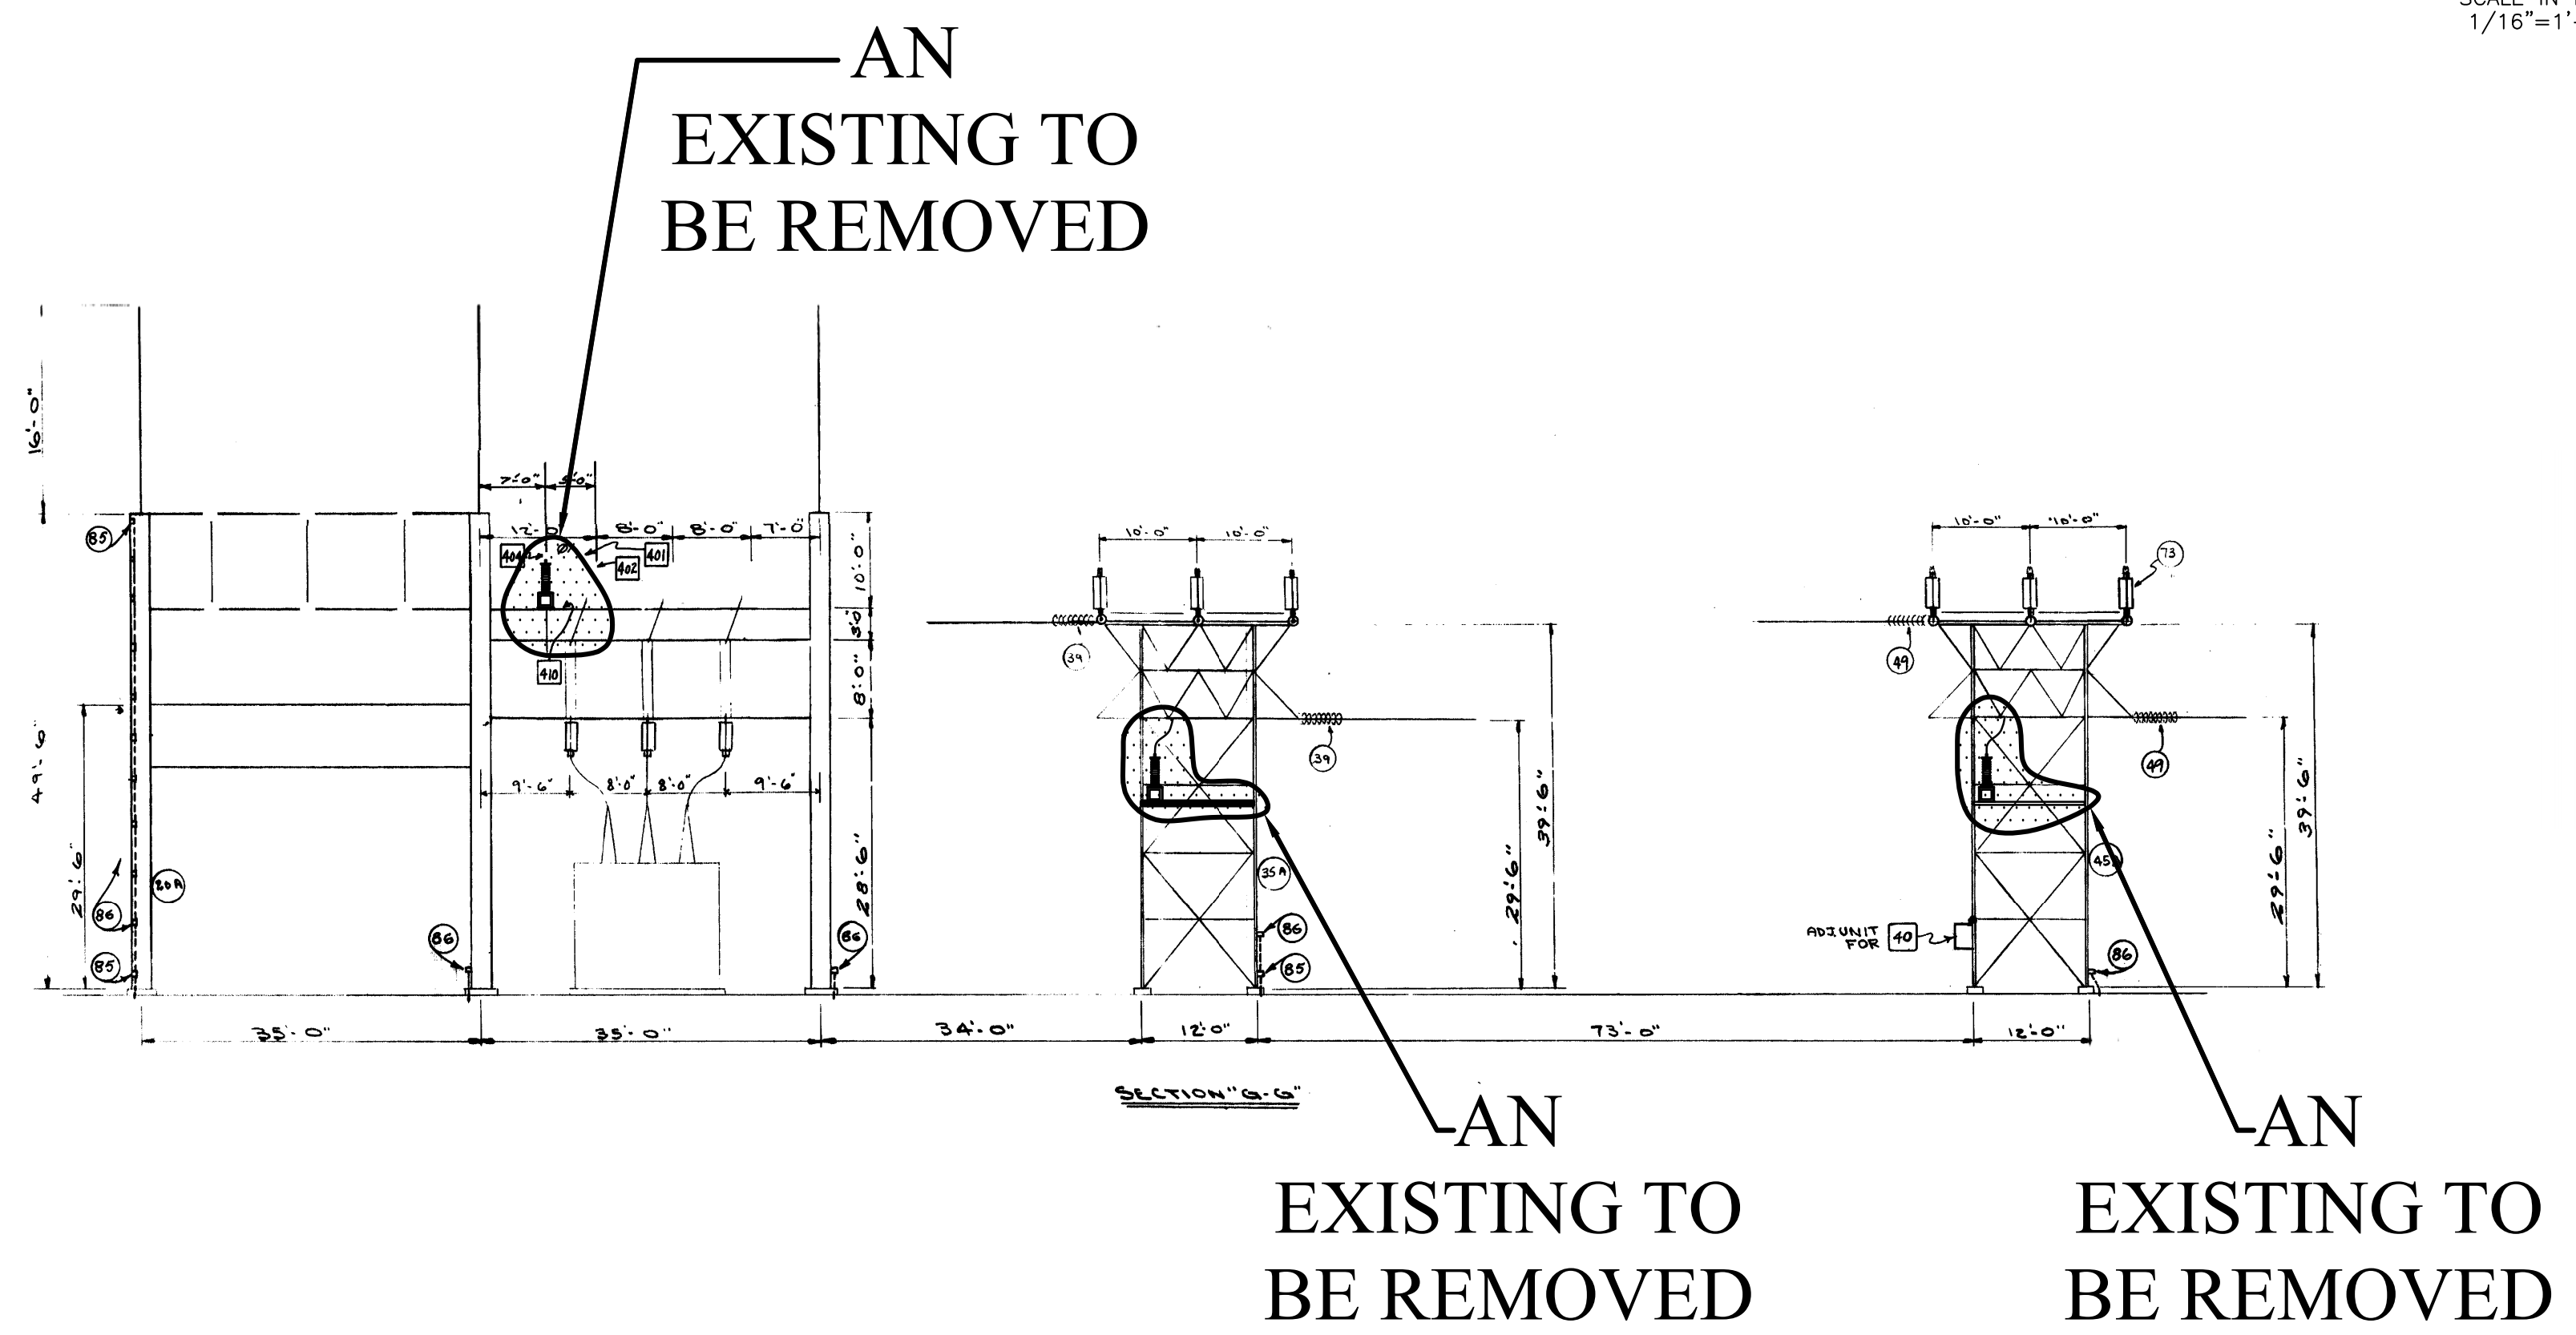 1/16"=1'-
AN
EXISTING TO
BE REMOVED
16'-0"
7'-0" 5'-0"
12'-0" 8'-0" 8'-0" 7'-0"
10'-0" 10'-0"
10'-0" 10'-0"
85
404
401
402
73
10'-0"
3'-0"
39
49
410
8'-0"
39
49
9'-6" 8'-0" 8'-0" 9'-6"
49'-6"
29'-6"
28'-6"
29'-6"
39'-6"
29'-6"
39'-6"
20A
35A
45
86
86
86
86
ADJ UNIT
FOR
40
86
85
85
35'-0" 35'-0" 34'-0" 12'-0" 73'-0" 12'-0"
SECTION "G-G"
AN
EXISTING TO
BE REMOVED
AN
EXISTING TO
BE REMOVED